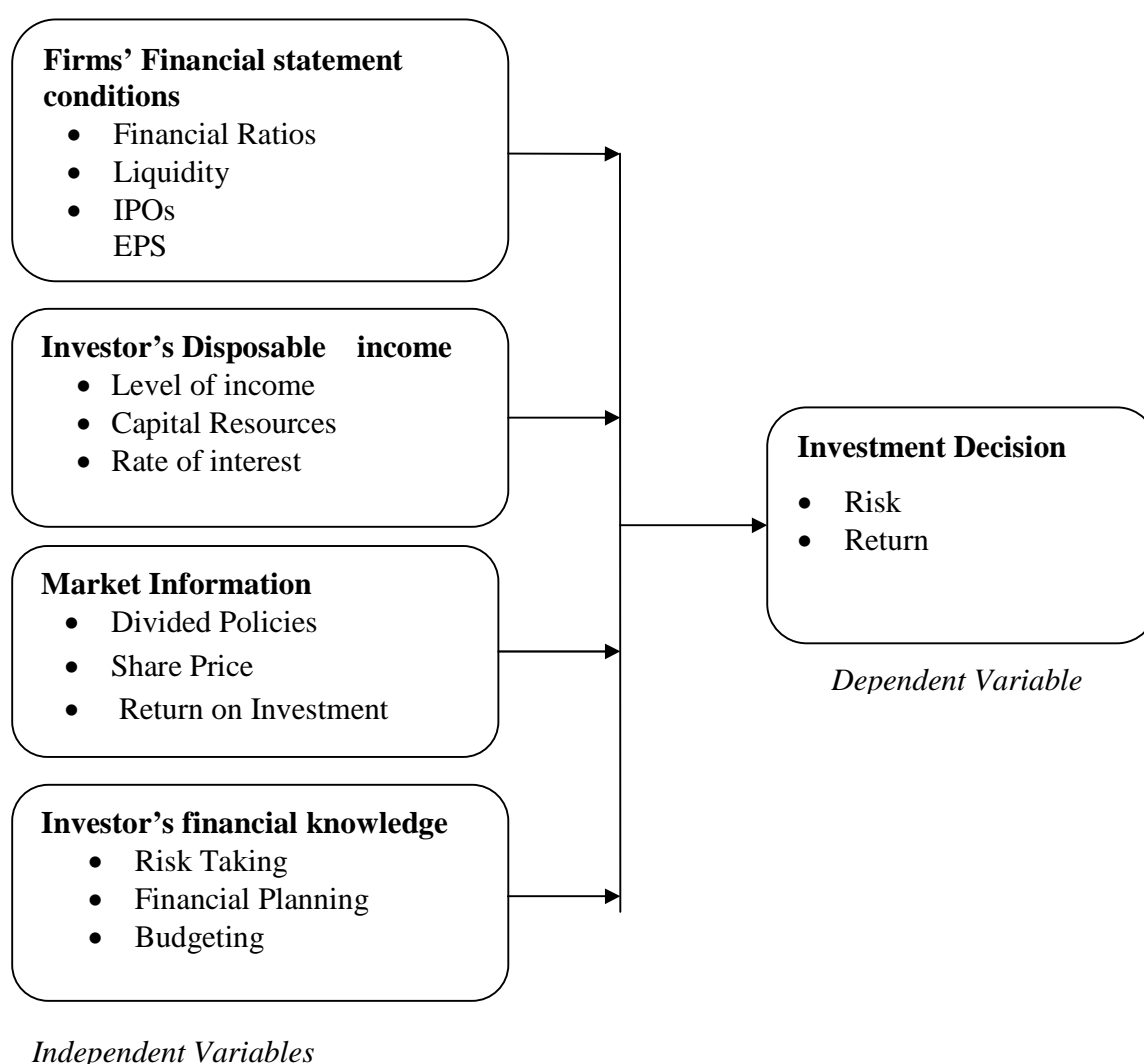 Firms’ Financial statement
conditions
• Financial Ratios
• Liquidity
• IPOs
EPS
Investor’s Disposable income
• Level of income
• Capital Resources
• Rate of interest
Market Information
• Divided Policies
• Share Price
• Return on Investment
Investor’s financial knowledge
• Risk Taking
• Financial Planning
• Budgeting
Independent Variables
Investment Decision
• Risk
• Return
Dependent Variable